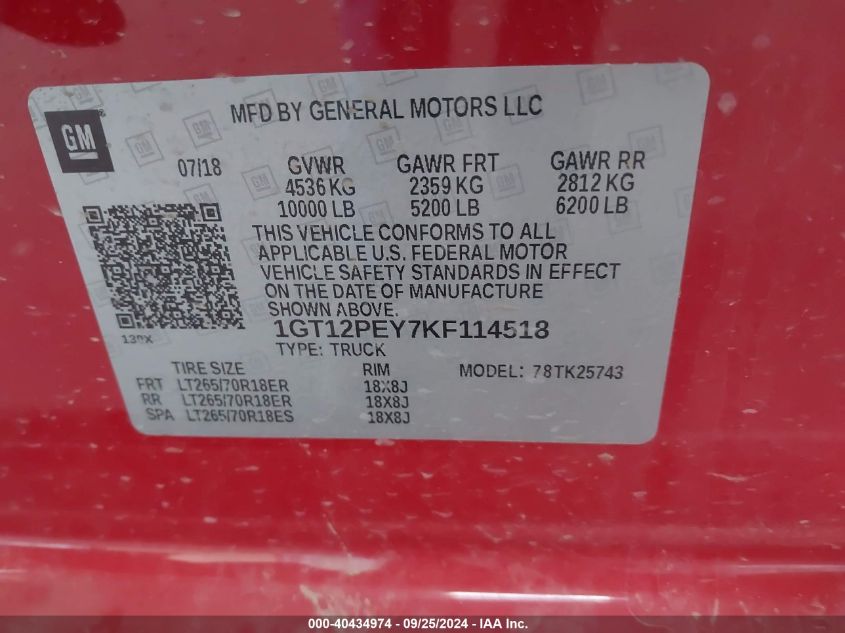 GM
MFD BY GENERAL MOTORS LLC
07/18 GVWR GAWR FRT GAWR RR
4536 KG 2359 KG 2812 KG
10000 LB 5200 LB 6200 LB
THIS VEHICLE CONFORMS TO ALL
APPLICABLE U.S. FEDERAL MOTOR
VEHICLE SAFETY STANDARDS IN EFFECT
ON THE DATE OF MANUFACTURE
SHOWN ABOVE.
1GT12PEY7KF114518
TYPE: TRUCK
TIRE SIZE RIM MODEL: 78TK25743
FRT LT265/70R18ER 18X8J
RR LT265/70R18ER 18X8J
SPA LT265/70R18ES 18X8J
000-40434974 - 09/25/2024 - IAA Inc.